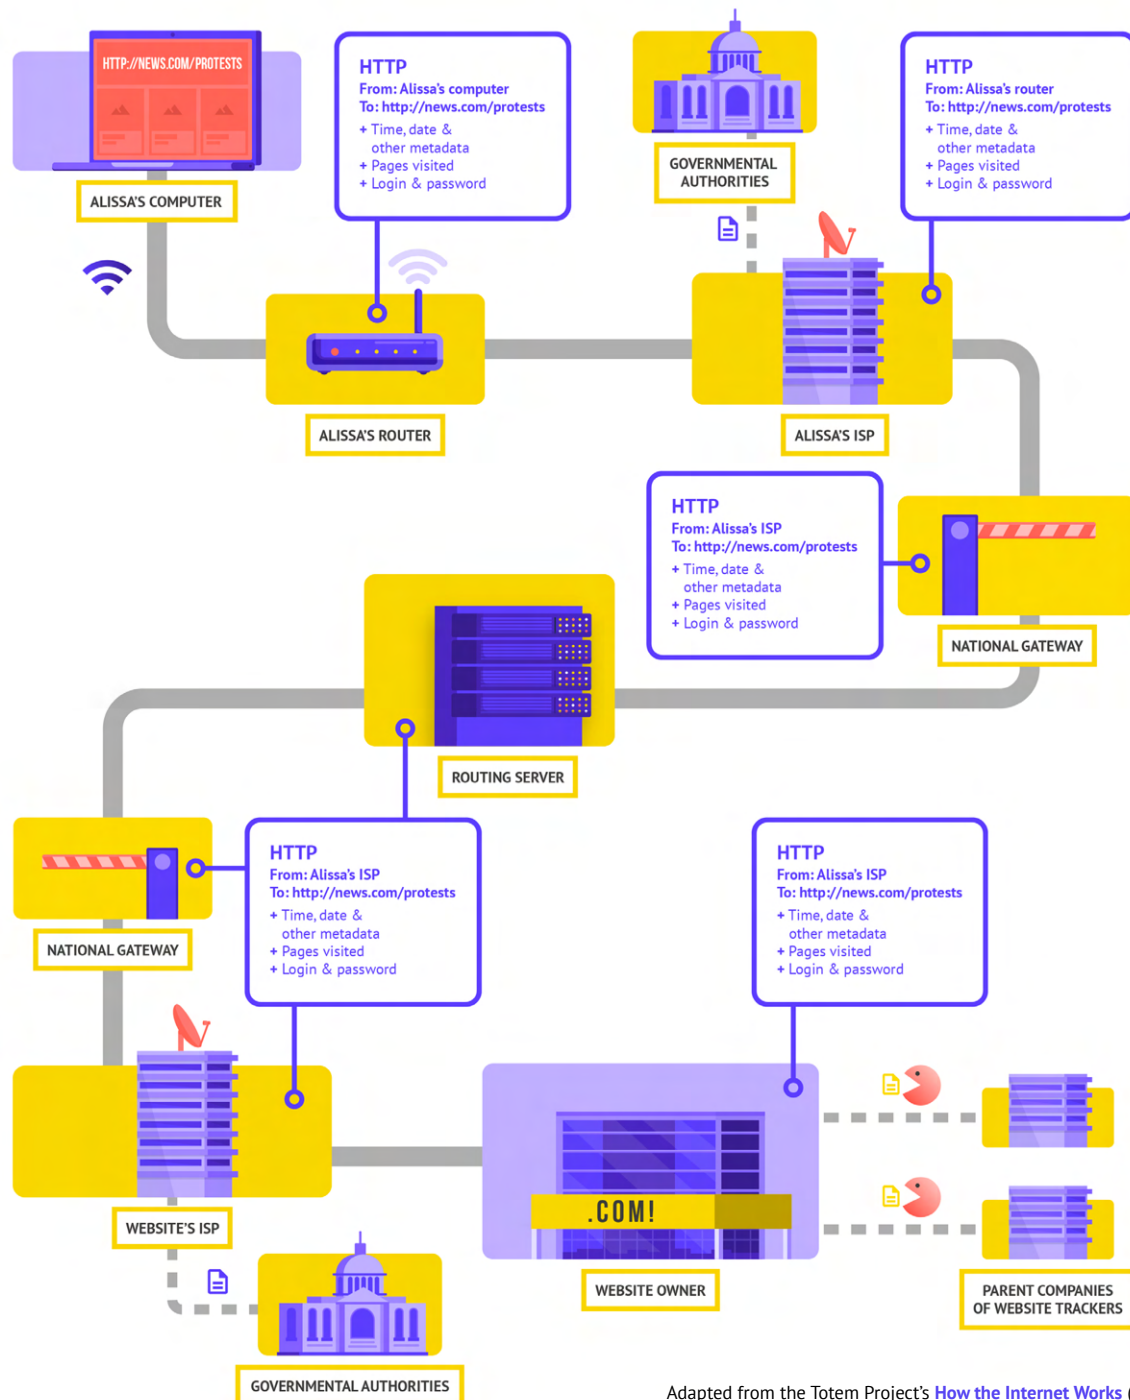 HTTP://NEWS.COM/PROTESTS
ALISSA'S COMPUTER
HTTP
From: Alissa's computer
To: http://news.com/protests
+ Time, date &
other metadata
+ Pages visited
+ Login & password
GOVERNMENTAL
AUTHORITIES
HTTP
From: Alissa's router
To: http://news.com/protests
+ Time, date &
other metadata
+ Pages visited
+ Login & password
ALISSA'S ROUTER
ALISSA'S ISP
HTTP
From: Alissa's ISP
To: http://news.com/protests
+ Time, date &
other metadata
+ Pages visited
+ Login & password
NATIONAL GATEWAY
ROUTING SERVER
NATIONAL GATEWAY
HTTP
From: Alissa's ISP
To: http://news.com/protests
+ Time, date &
other metadata
+ Pages visited
+ Login & password
HTTP
From: Alissa's ISP
To: http://news.com/protests
+ Time, date &
other metadata
+ Pages visited
+ Login & password
WEBSITE'S ISP
.COM!
WEBSITE OWNER
PARENT COMPANIES
OF WEBSITE TRACKERS
GOVERNMENTAL AUTHORITIES
Adapted from the Totem Project's How the Internet Works (